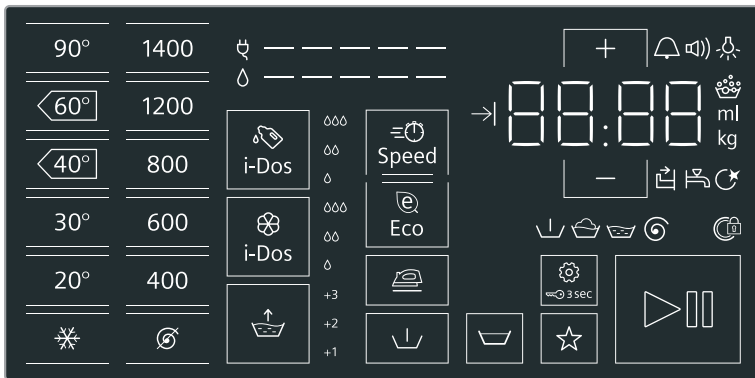 90° 1400
60° 1200
40° 800
30° 600
20° 400
i-Dos
i-Dos
+3
+2
+1
Speed
e
Eco
+
88:88
ml
kg
−
3 sec